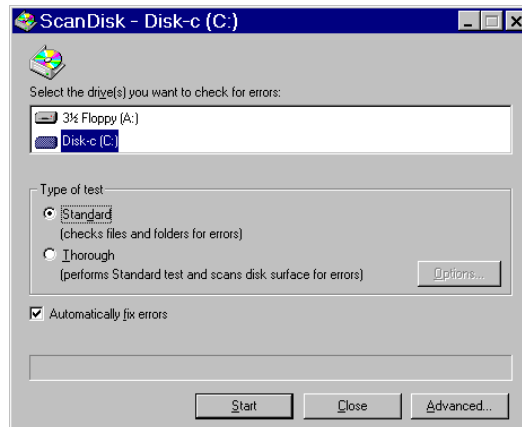 ScanDisk - Disk-c (C:)
Select the drive(s) you want to check for errors:
3½ Floppy (A:)
Disk-c (C:)
Type of test
Standard
(checks files and folders for errors)
Thorough
(performs Standard test and scans disk surface for errors)
Options...
Automatically fix errors
Start Close Advanced...